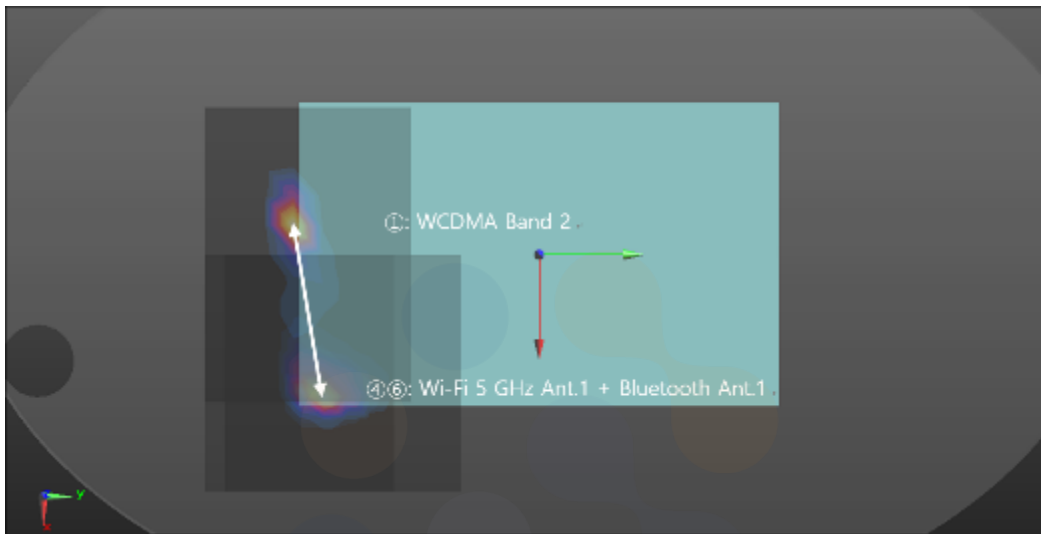 ①: WCDMA Band 2
④⑥: Wi-Fi 5 GHz Ant.1 + Bluetooth Ant.1
y
x